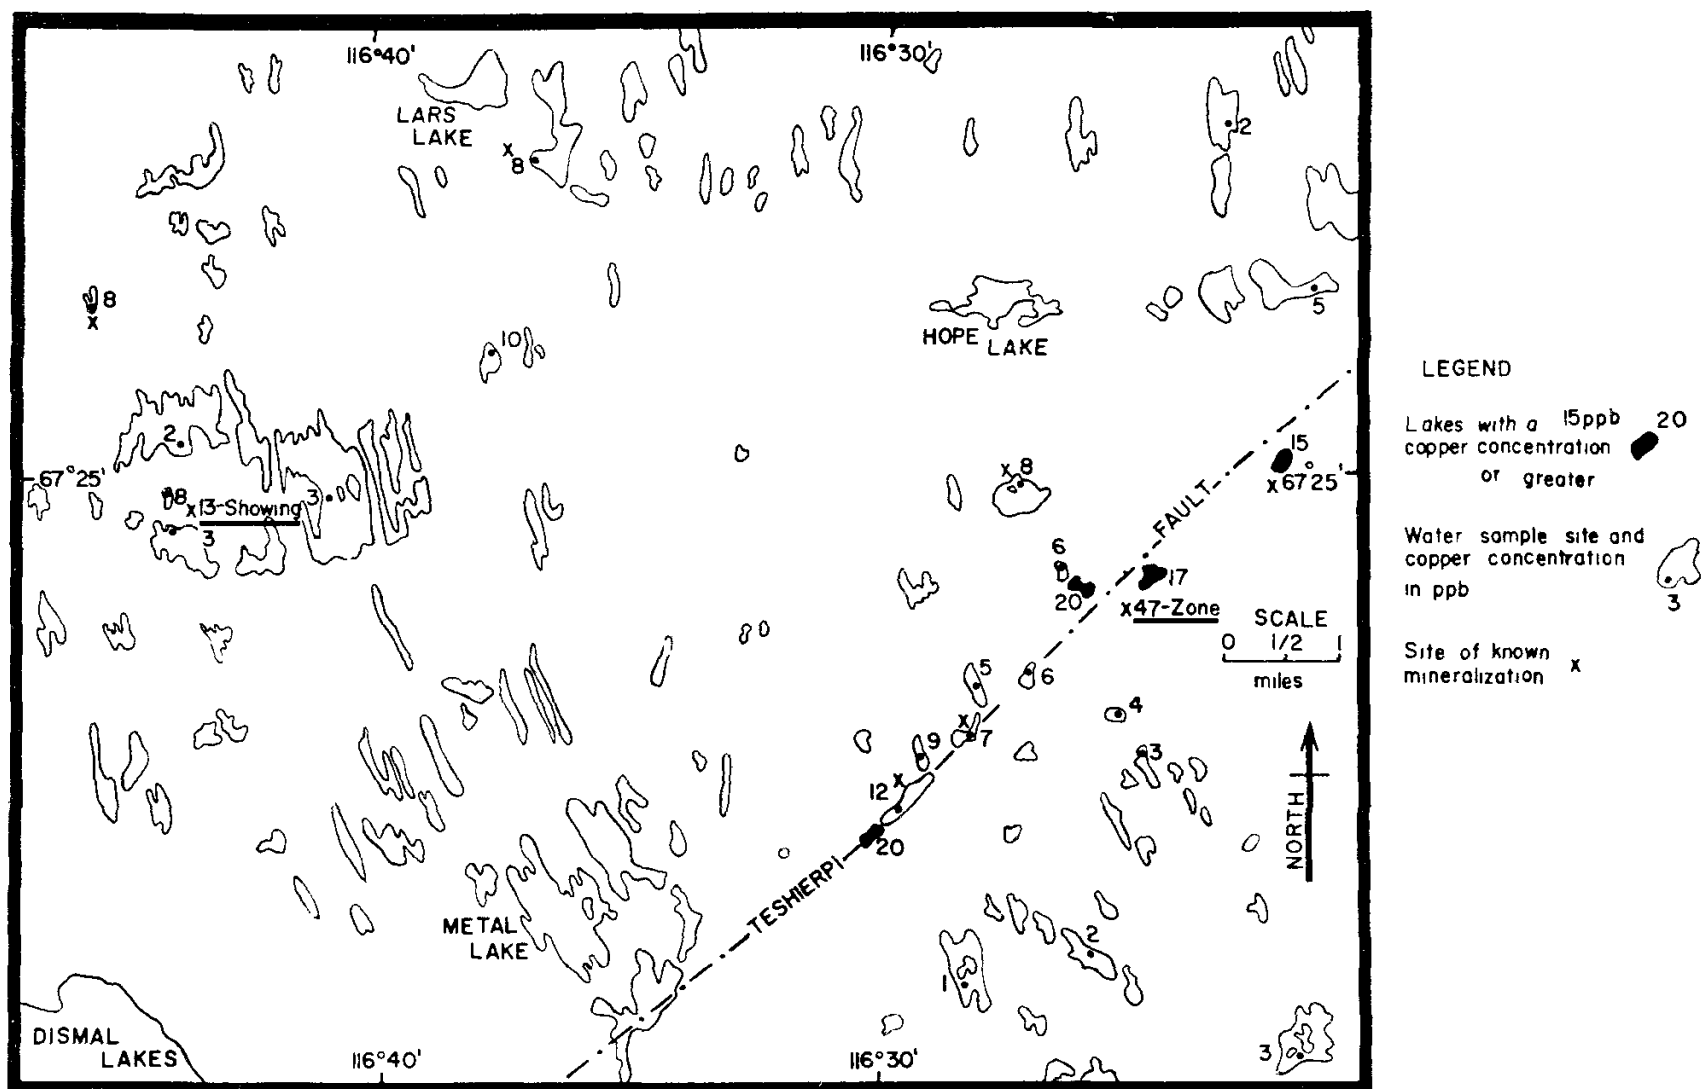 116°40'
116°30'
LARS
LAKE
2
x
8
8
x
5
10
HOPE
LAKE
2
15
67°25'
x 8
x 67°25'
8
x13-Showing
3
3
FAULT
6
20
17
x47-Zone
SCALE
0 1/2 1
miles
5
6
4
x
7
9
3
x
12
20
NORTH
TESHIERPI
METAL
LAKE
2
1
DISMAL
LAKES
116°40'
116°30'
3
LEGEND
Lakes with a 15ppb
copper concentration
or greater
20
Water sample site and
copper concentration
in ppb
3
Site of known
mineralization x